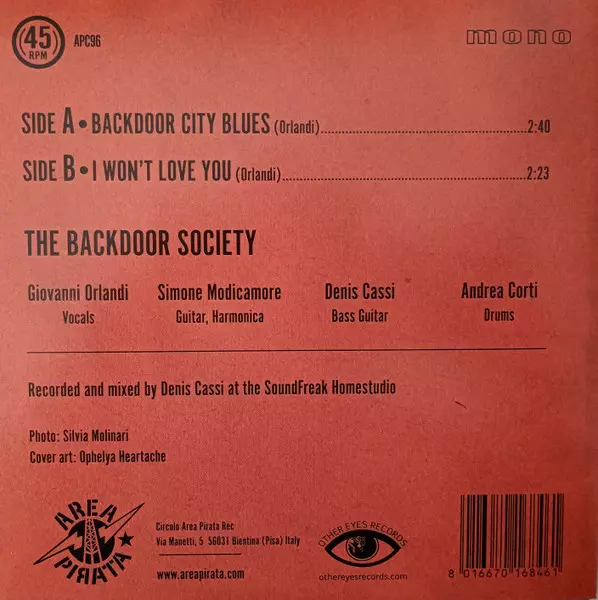 45
RPM
APC96
mono
SIDE A • BACKDOOR CITY BLUES (Orlandi)........................................................2:40
SIDE B • I WON'T LOVE YOU (Orlandi)................................................................2:23
THE BACKDOOR SOCIETY
Giovanni Orlandi Simone Modicamore Denis Cassi Andrea Corti
Vocals Guitar, Harmonica Bass Guitar Drums
Recorded and mixed by Denis Cassi at the SoundFreak Homestudio
Photo: Silvia Molinari
Cover art: Ophelya Heartache
AREA
PIRATA
Circolo Area Pirata Rec
Via Manetti, 5 56031 Bientina (Pisa) Italy
www.areapirata.com
OTHER EYES RECORDS
othereyesrecords.com
8 016670 168461